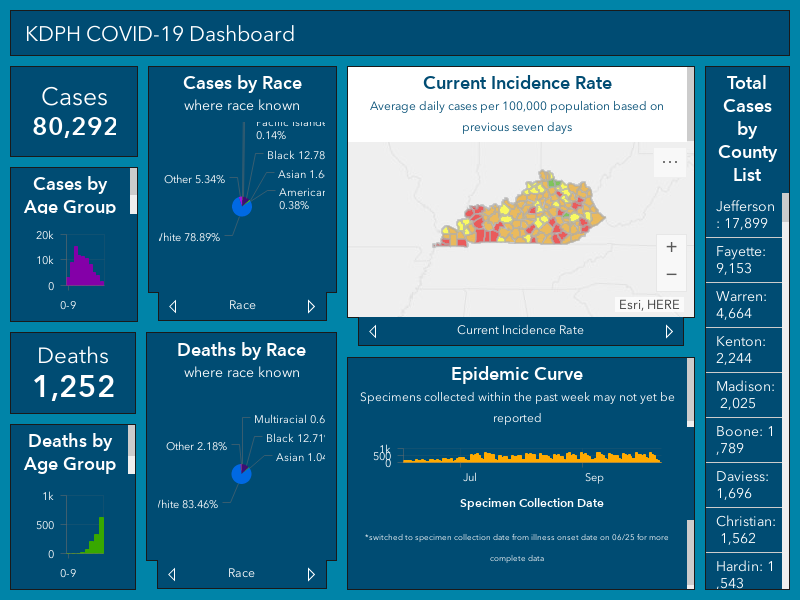 KDPH COVID-19 Dashboard
Cases
80,292
Cases by
Age Group
20k
10k
0
0-9
Deaths
1,252
Deaths by
Age Group
1k
500
0
0-9
Cases by Race
where race known
0.14%
Black 12.78
Asian 1.6
Other 5.34%
American
0.38%
White 78.89%
Race
Deaths by Race
where race known
Multiracial 0.6
Black 12.71
Other 2.18%
Asian 1.04
White 83.46%
Race
Current Incidence Rate
Average daily cases per 100,000 population based on
previous seven days
...
+
−
Esri, HERE
Current Incidence Rate
Epidemic Curve
Specimens collected within the past week may not yet be
reported
1k
500
0
Jul
Sep
Specimen Collection Date
*switched to specimen collection date from illness onset date on 06/25 for more
complete data
Total
Cases
by
County
List
Jefferson
: 17,899
Fayette:
9,153
Warren:
4,664
Kenton:
2,244
Madison:
2,025
Boone: 1
,789
Daviess:
1,696
Christian:
1,562
Hardin: 1
,543